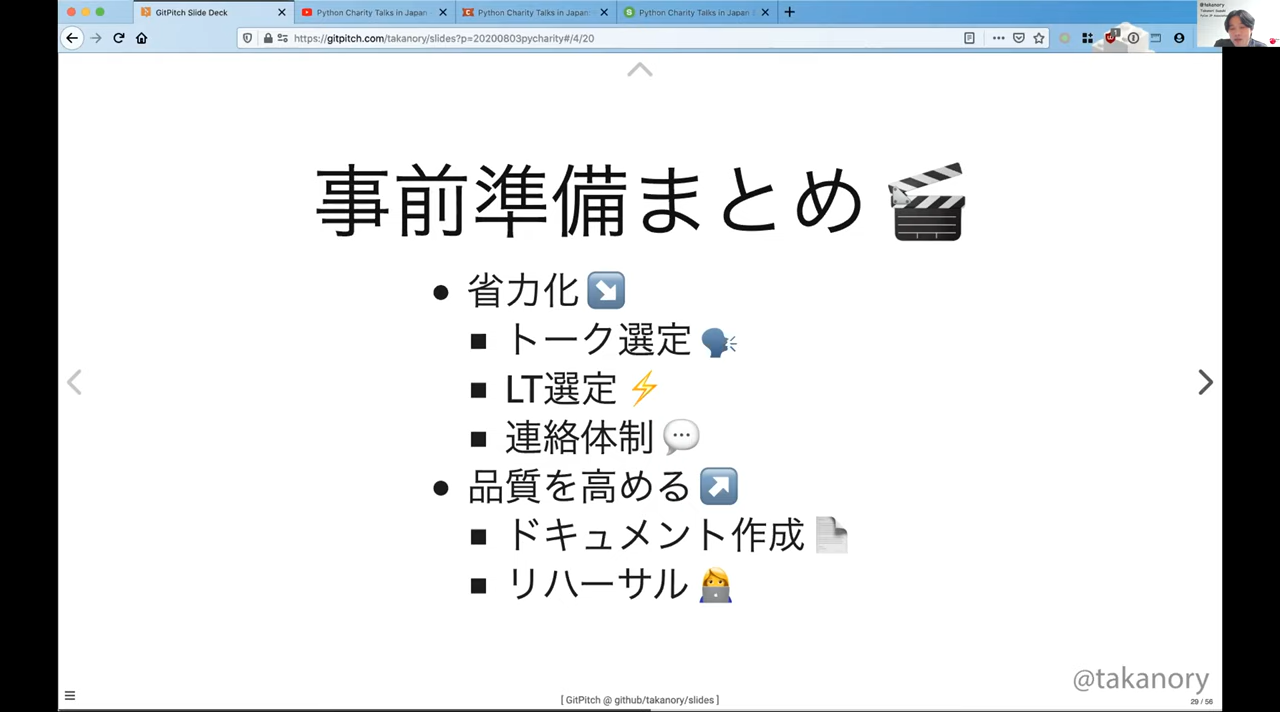 GitPitch Slide Deck
Python Charity Talks in Japan -
Python Charity Talks in Japan:
Python Charity Talks in Japan
https://gitpitch.com/takanory/slides?p=20200803pycharity#/4/20
@takanory
事前準備まとめ
省力化
トーク選定
LT選定
連絡体制
品質を高める
ドキュメント作成
リハーサル
@takanory
[ GitPitch @ github/takanory/slides ]
29 / 56